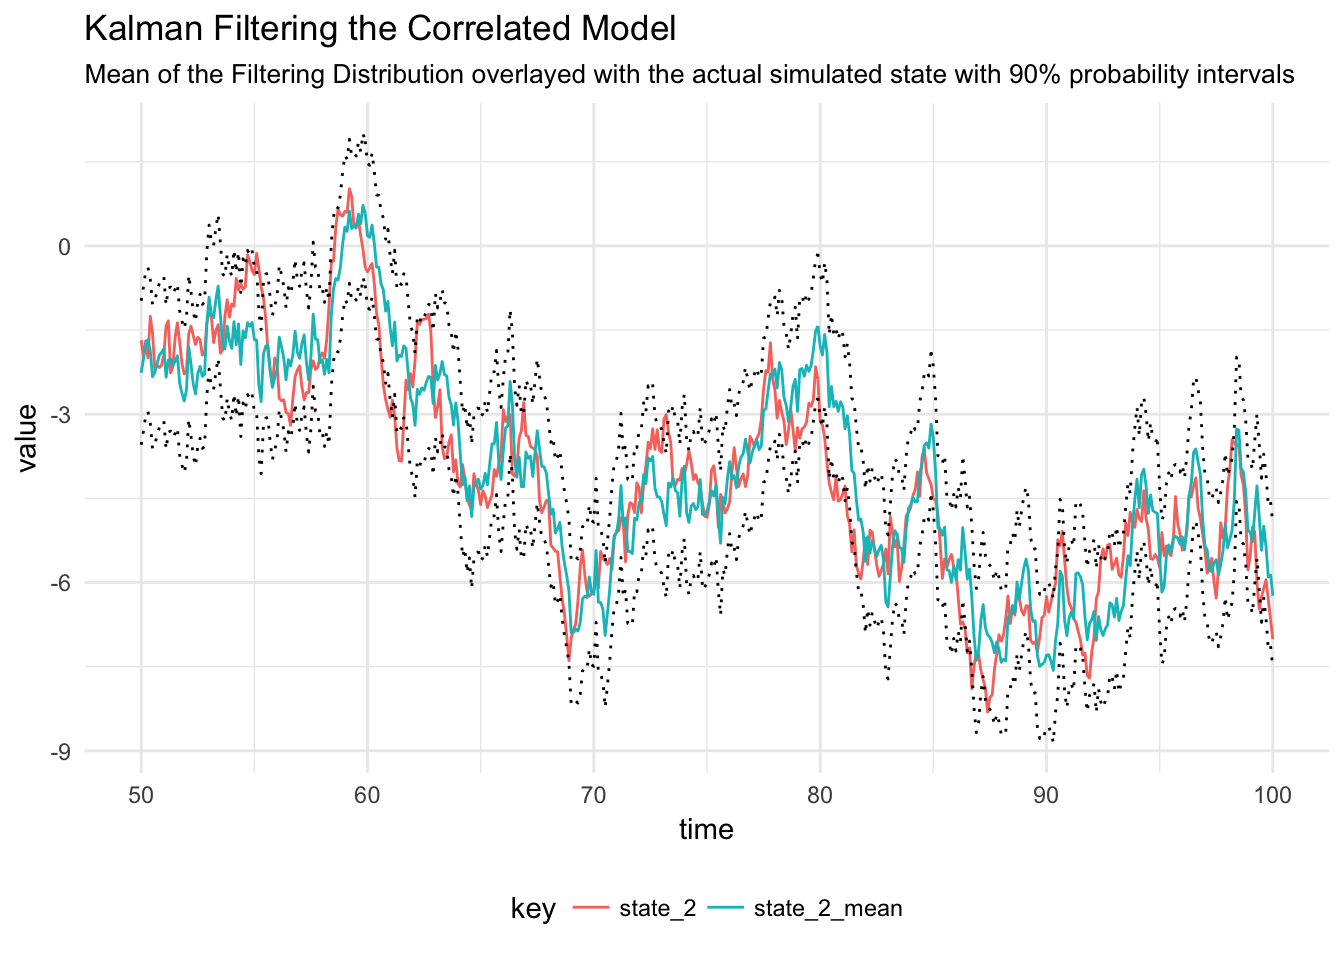 Kalman Filtering the Correlated Model
Mean of the Filtering Distribution overlayed with the actual simulated state with 90% probability intervals
value
0
-3
-6
-9
50 60 70 80 90 100
time
key state_2 state_2_mean